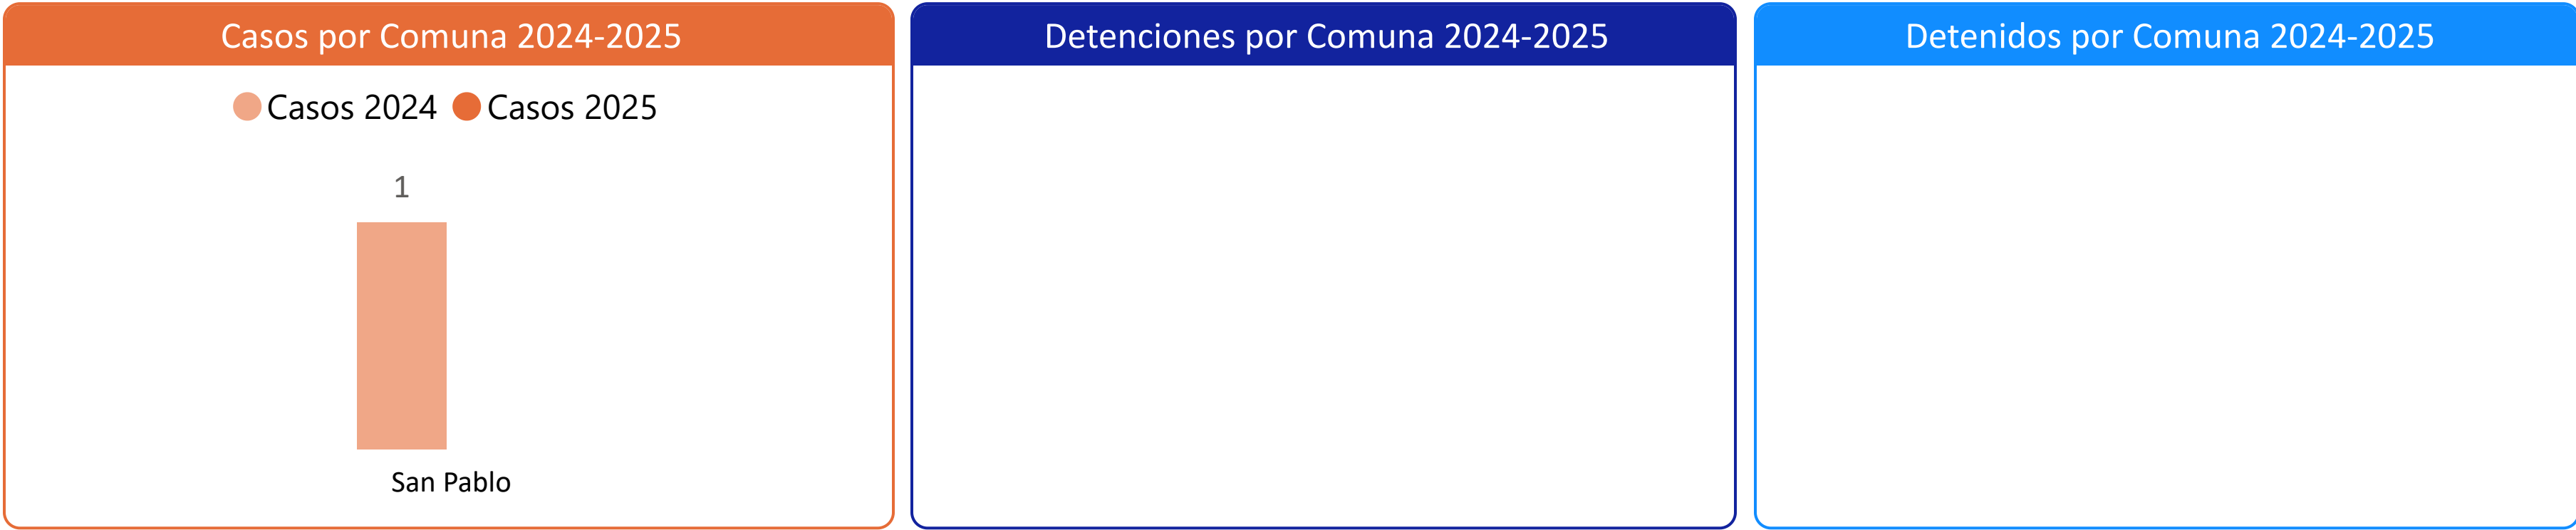 Casos por Comuna 2024-2025
Casos 2024 Casos 2025
1
San Pablo
Detenciones por Comuna 2024-2025
Detenidos por Comuna 2024-2025